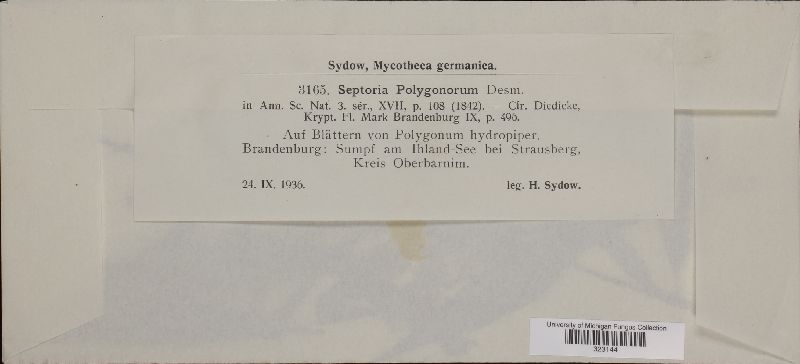 Sydow, Mycotheca germanica.
3165. Septoria Polygonorum Desm.
in Ann. Sc. Nat. 3. sér., XVII, p. 108 (1842). – Cfr. Diedicke,
Krypt. Fl. Mark Brandenburg IX, p. 496.
Auf Blättern von Polygonum hydropiper.
Brandenburg: Sumpf am Ihland-See bei Strausberg,
Kreis Oberbarnim.
24. IX. 1936. leg. H. Sydow.
University of Michigan Fungus Collection
323144